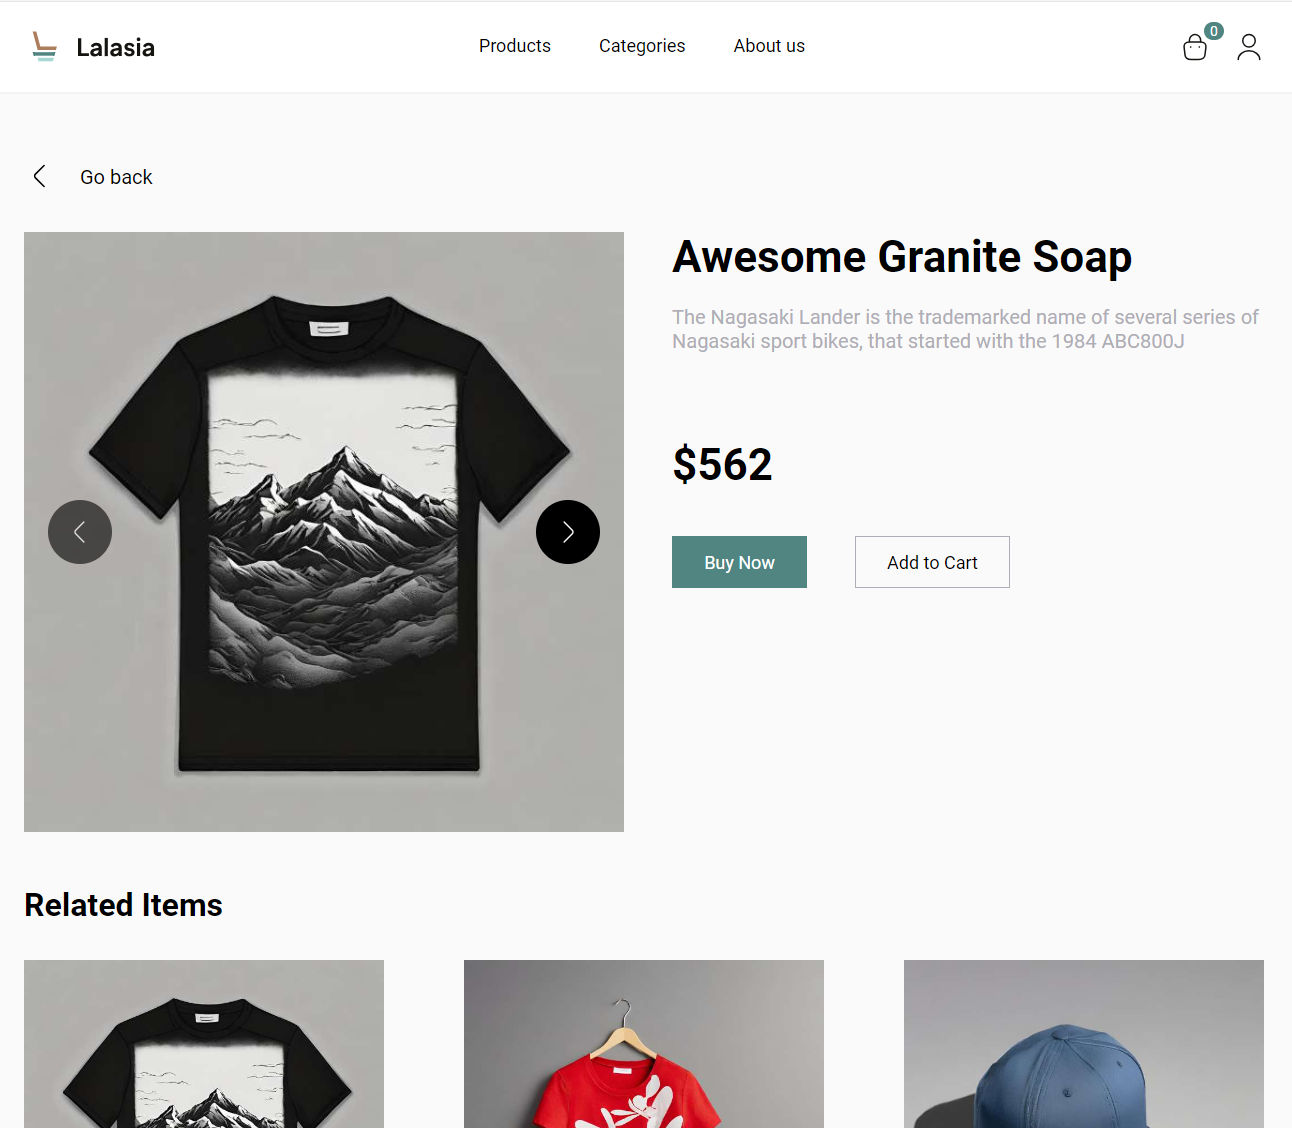 Lalasia
Products
Categories
About us
0
Go back
Awesome Granite Soap
The Nagasaki Lander is the trademarked name of several series of
Nagasaki sport bikes, that started with the 1984 ABC800J
$562
Buy Now
Add to Cart
Related Items